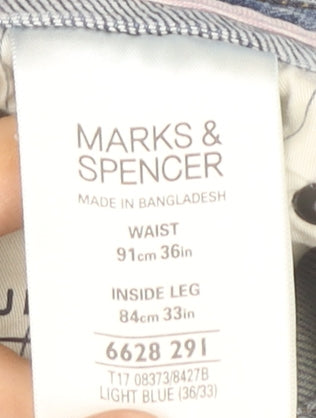 MARKS &
SPENCER
MADE IN BANGLADESH
WAIST
91cm 36in
INSIDE LEG
84cm 33in
6628 291
T17 08373/8427B
LIGHT BLUE (36/33)